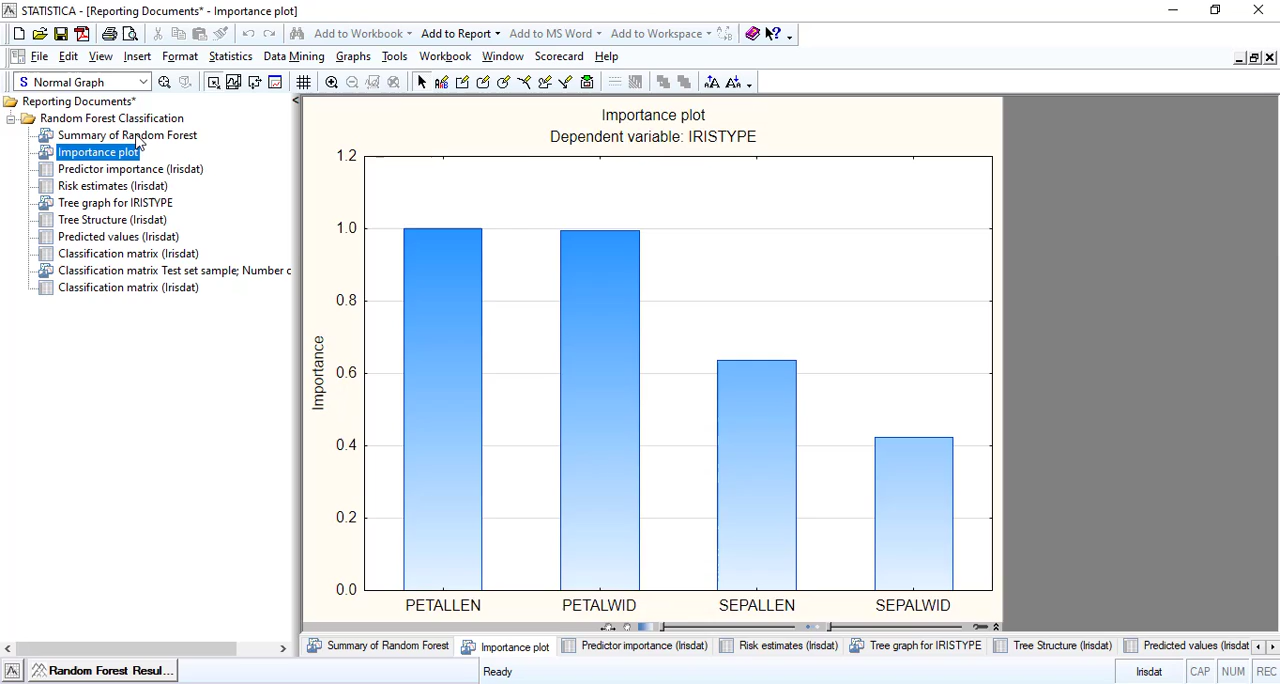 STATISTICA - [Reporting Documents* - Importance plot]
Add to Workbook Add to Report Add to MS Word Add to Workspace
File Edit View Insert Format Statistics Data Mining Graphs Tools Workbook Window Scorecard Help
S Normal Graph
Reporting Documents*
Random Forest Classification
Summary of Random Forest
Importance plot
Predictor importance (Irisdat)
Risk estimates (Irisdat)
Tree graph for IRISTYPE
Tree Structure (Irisdat)
Predicted values (Irisdat)
Classification matrix (Irisdat)
Classification matrix Test set sample; Number c
Classification matrix (Irisdat)
Importance plot
Dependent variable: IRISTYPE
1.2
1.0
0.8
0.6
0.4
0.2
0.0
Importance
PETALLEN PETALWID SEPALLEN SEPALWID
Summary of Random Forest Importance plot Predictor importance (Irisdat) Risk estimates (Irisdat) Tree graph for IRISTYPE Tree Structure (Irisdat) Predicted values (Irisdat
Random Forest Resul... Ready Irisdat CAP NUM REC